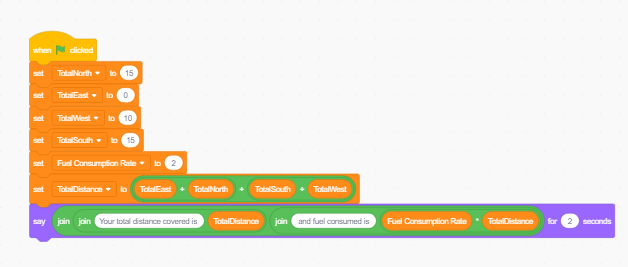 when clicked
set TotalNorth to 15
set TotalEast to 0
set TotalWest to 10
set TotalSouth to 15
set Fuel Consumption Rate to 2
set TotalDistance to TotalEast + TotalNorth + TotalSouth + TotalWest
say join join Your total distance covered is TotalDistance join and fuel consumed is Fuel Consumption Rate * TotalDistance for 2 seconds